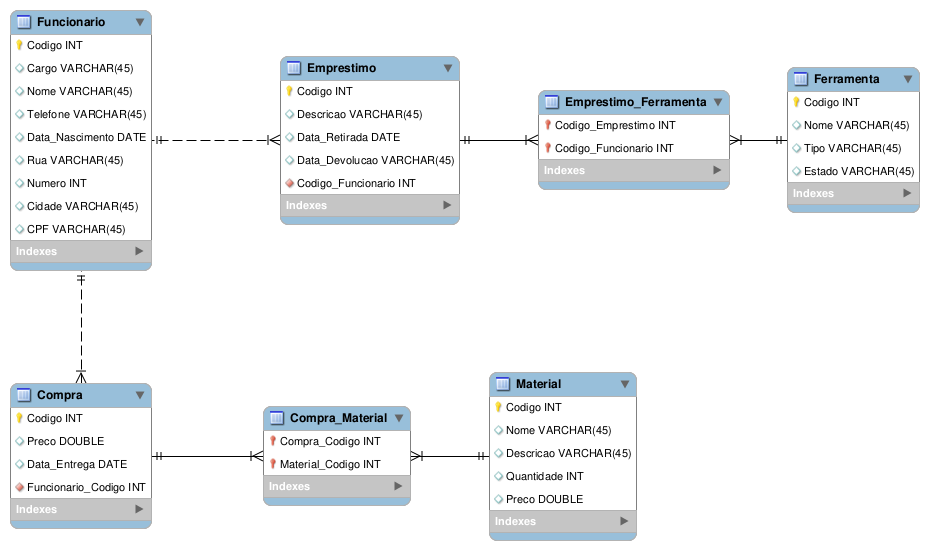 Funcionario
Codigo INT
Cargo VARCHAR(45)
Nome VARCHAR(45)
Telefone VARCHAR(45)
Data_Nascimento DATE
Rua VARCHAR(45)
Numero INT
Cidade VARCHAR(45)
CPF VARCHAR(45)
Indexes
Emprestimo
Codigo INT
Descricao VARCHAR(45)
Data_Retirada DATE
Data_Devolucao VARCHAR(45)
Codigo_Funcionario INT
Indexes
Emprestimo_Ferramenta
Codigo_Emprestimo INT
Codigo_Funcionario INT
Indexes
Ferramenta
Codigo INT
Nome VARCHAR(45)
Tipo VARCHAR(45)
Estado VARCHAR(45)
Indexes
Compra
Codigo INT
Preco DOUBLE
Data_Entrega DATE
Funcionario_Codigo INT
Indexes
Compra_Material
Compra_Codigo INT
Material_Codigo INT
Indexes
Material
Codigo INT
Nome VARCHAR(45)
Descricao VARCHAR(45)
Quantidade INT
Preco DOUBLE
Indexes